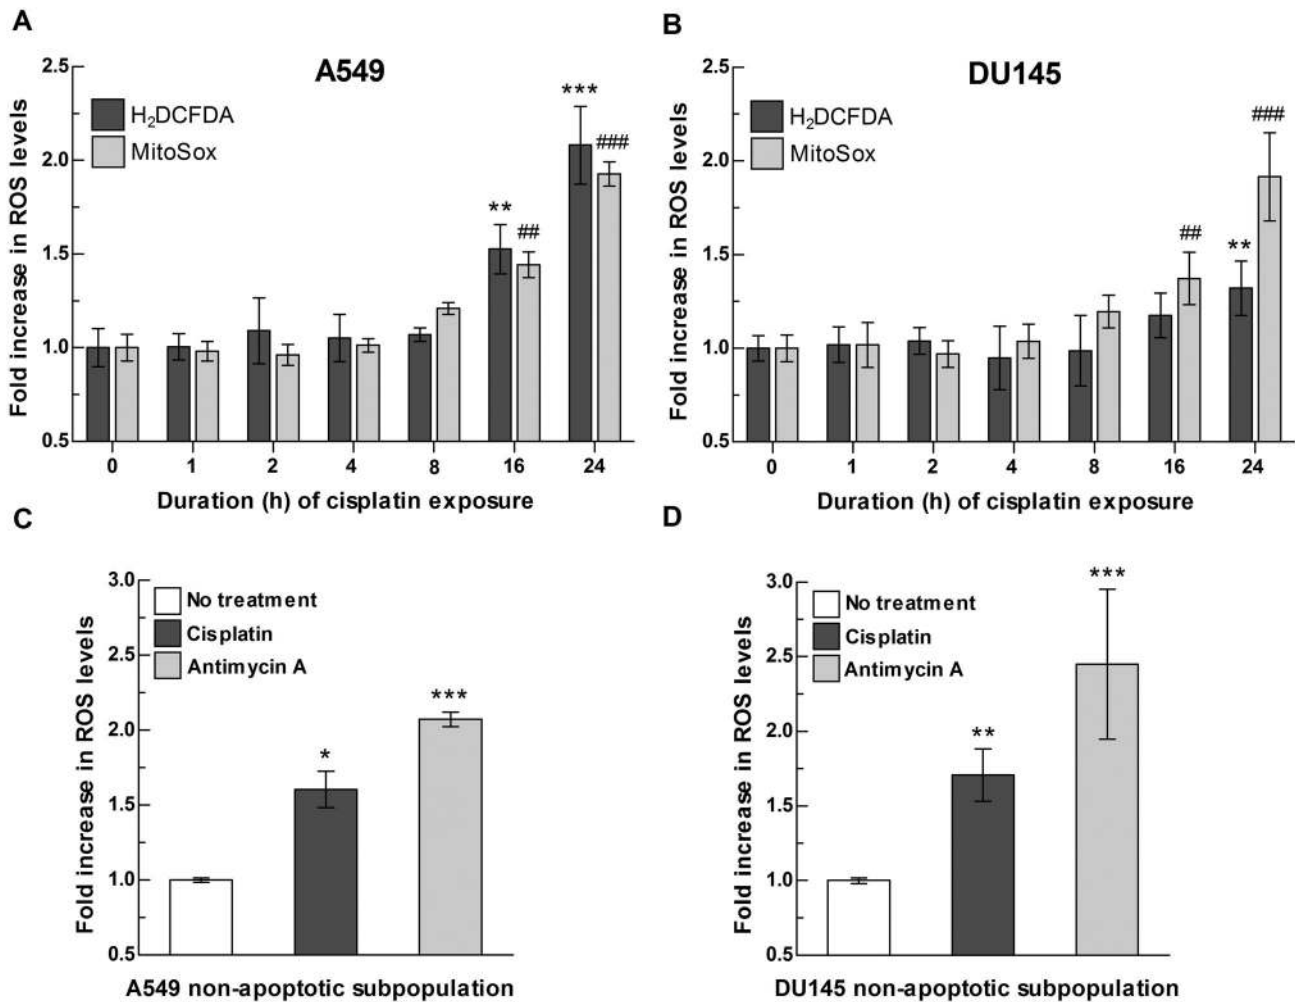 A
A549
H₂DCFDA
MitoSox
Fold increase in ROS levels
2.5
2.0
1.5
1.0
0.5
**
##
***
###
0 1 2 4 8 16 24
Duration (h) of cisplatin exposure
B
DU145
H₂DCFDA
MitoSox
Fold increase in ROS levels
2.5
2.0
1.5
1.0
0.5
##
**
###
0 1 2 4 8 16 24
Duration (h) of cisplatin exposure
C
No treatment
Cisplatin
Antimycin A
Fold increase in ROS levels
3.0
2.5
2.0
1.5
1.0
0.5
*
***
A549 non-apoptotic subpopulation
D
No treatment
Cisplatin
Antimycin A
Fold increase in ROS levels
3.0
2.5
2.0
1.5
1.0
0.5
**
***
DU145 non-apoptotic subpopulation